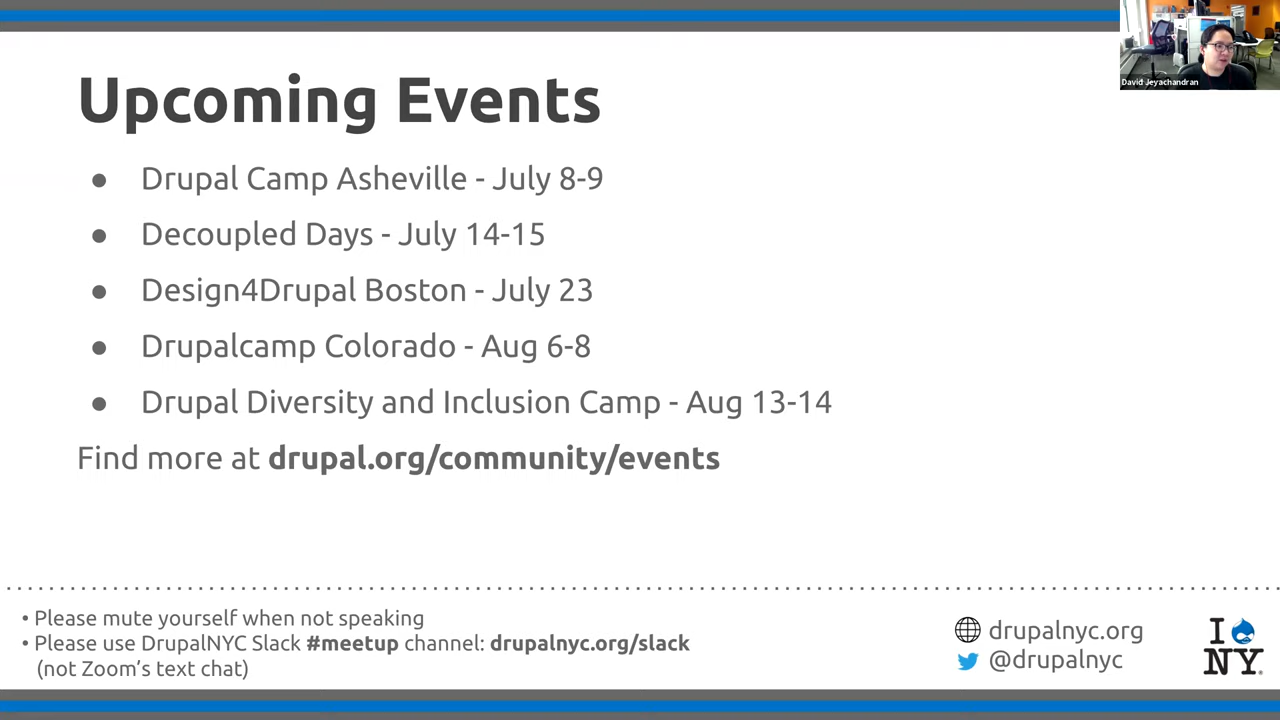 David Jeyachandran
Upcoming Events
● Drupal Camp Asheville - July 8-9
● Decoupled Days - July 14-15
● Design4Drupal Boston - July 23
● Drupalcamp Colorado - Aug 6-8
● Drupal Diversity and Inclusion Camp - Aug 13-14
Find more at drupal.org/community/events
• Please mute yourself when not speaking
• Please use DrupalNYC Slack #meetup channel: drupalnyc.org/slack
(not Zoom's text chat)
drupalnyc.org
@drupalnyc
I
NY